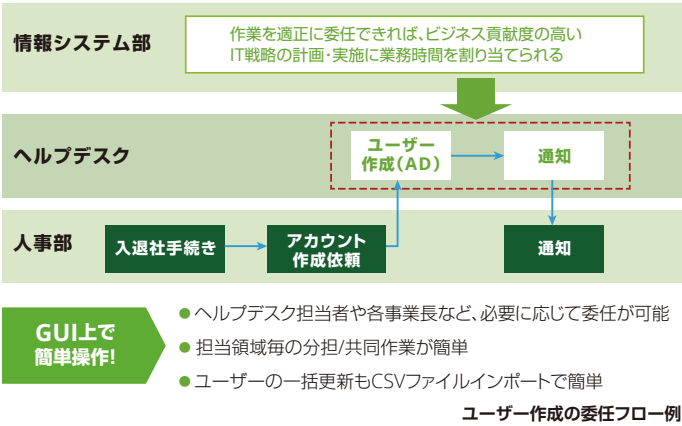 情報システム部
作業を適正に委任できれば、ビジネス貢献度の高い
IT戦略の計画・実施に業務時間を割り当てられる
ヘルプデスク
ユーザー
作成(AD)
通知
人事部
入退社手続き
アカウント
作成依頼
通知
GUI上で
簡単操作!
●ヘルプデスク担当者や各事業長など、必要に応じて委任が可能
●担当領域毎の分担/共同作業が簡単
●ユーザーの一括更新もCSVファイルインポートで簡単
ユーザー作成の委任フロー例